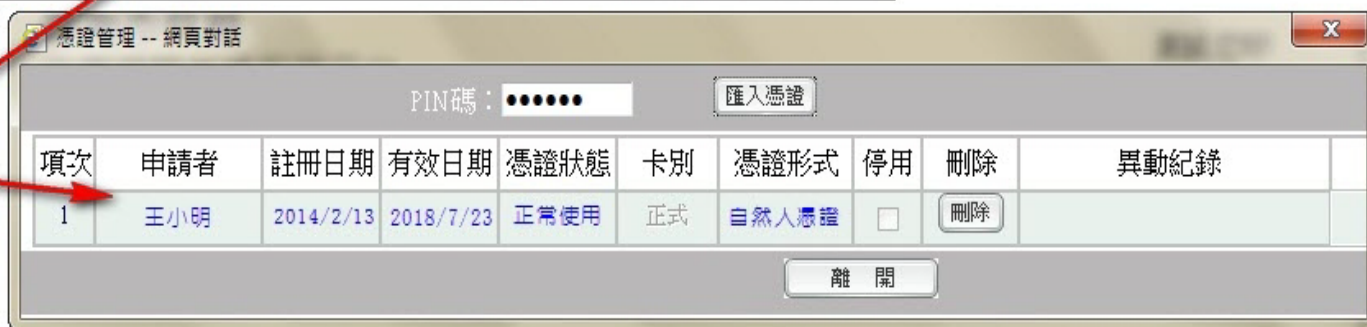 憑證管理 -- 網頁對話
PIN碼：●●●●●● 匯入憑證
項次 申請者 註冊日期 有效日期 憑證狀態 卡別 憑證形式 停用 刪除 異動紀錄
1 王小明 2014/2/13 2018/7/23 正常使用 正式 自然人憑證 刪除
離 開